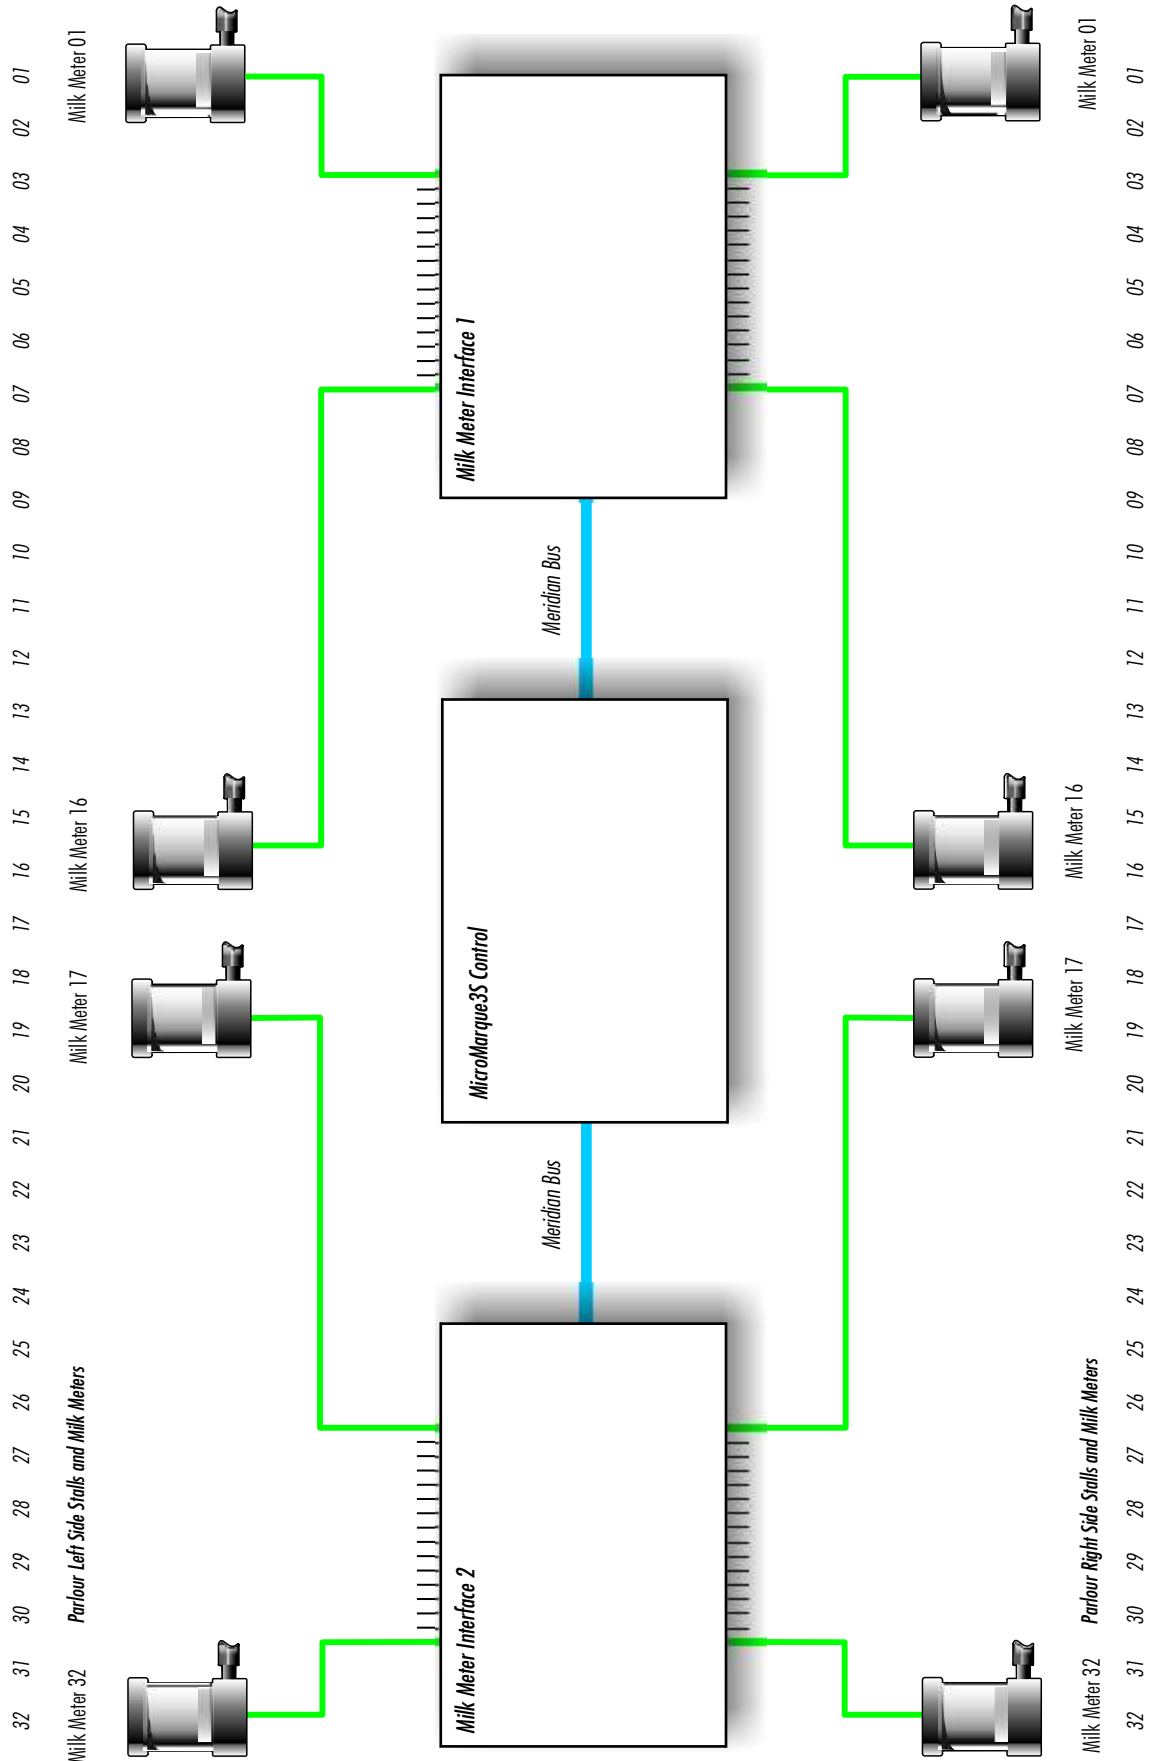 32 31 30 29 28 27 26 25 24 23 22 21 20 19 18 17 16 15 14 13 12 11 10 09 08 07 06 05 04 03 02 01
Milk Meter 32
Parlour Left Side Stalls and Milk Meters
Milk Meter 17
Milk Meter 16
Milk Meter 01
Milk Meter Interface 2
Meridian Bus
MicroMarque3S Control
Meridian Bus
Milk Meter Interface 1
Milk Meter 32
Parlour Right Side Stalls and Milk Meters
Milk Meter 17
Milk Meter 16
Milk Meter 01
32 31 30 29 28 27 26 25 24 23 22 21 20 19 18 17 16 15 14 13 12 11 10 09 08 07 06 05 04 03 02 01